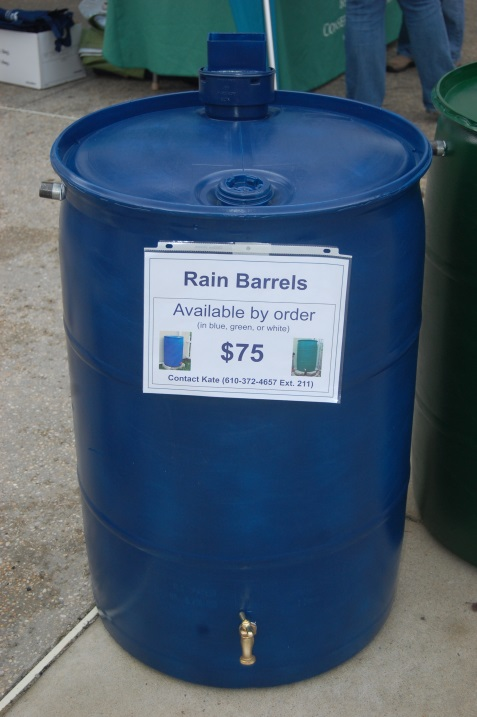 Rain Barrels
Available by order
(in blue, green, or white)
$75
Contact Kate (610-372-4657 Ext. 211)